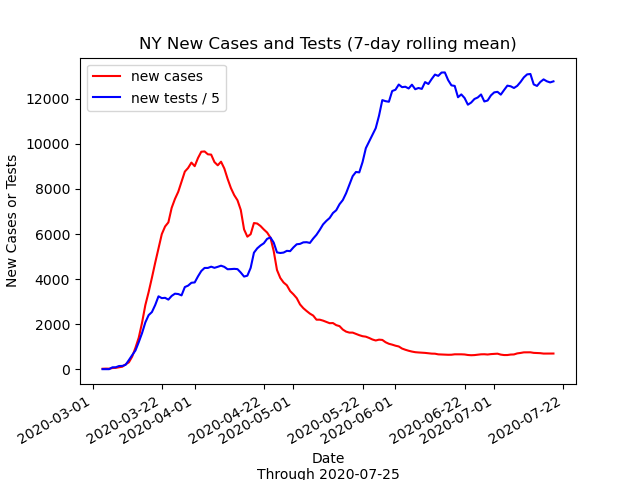 NY New Cases and Tests (7-day rolling mean)
new cases
new tests / 5
New Cases or Tests
12000
10000
8000
6000
4000
2000
0
2020-03-01
2020-03-22
2020-04-01
2020-04-22
2020-05-01
2020-05-22
2020-06-01
2020-06-22
2020-07-01
2020-07-22
Date
Through 2020-07-25